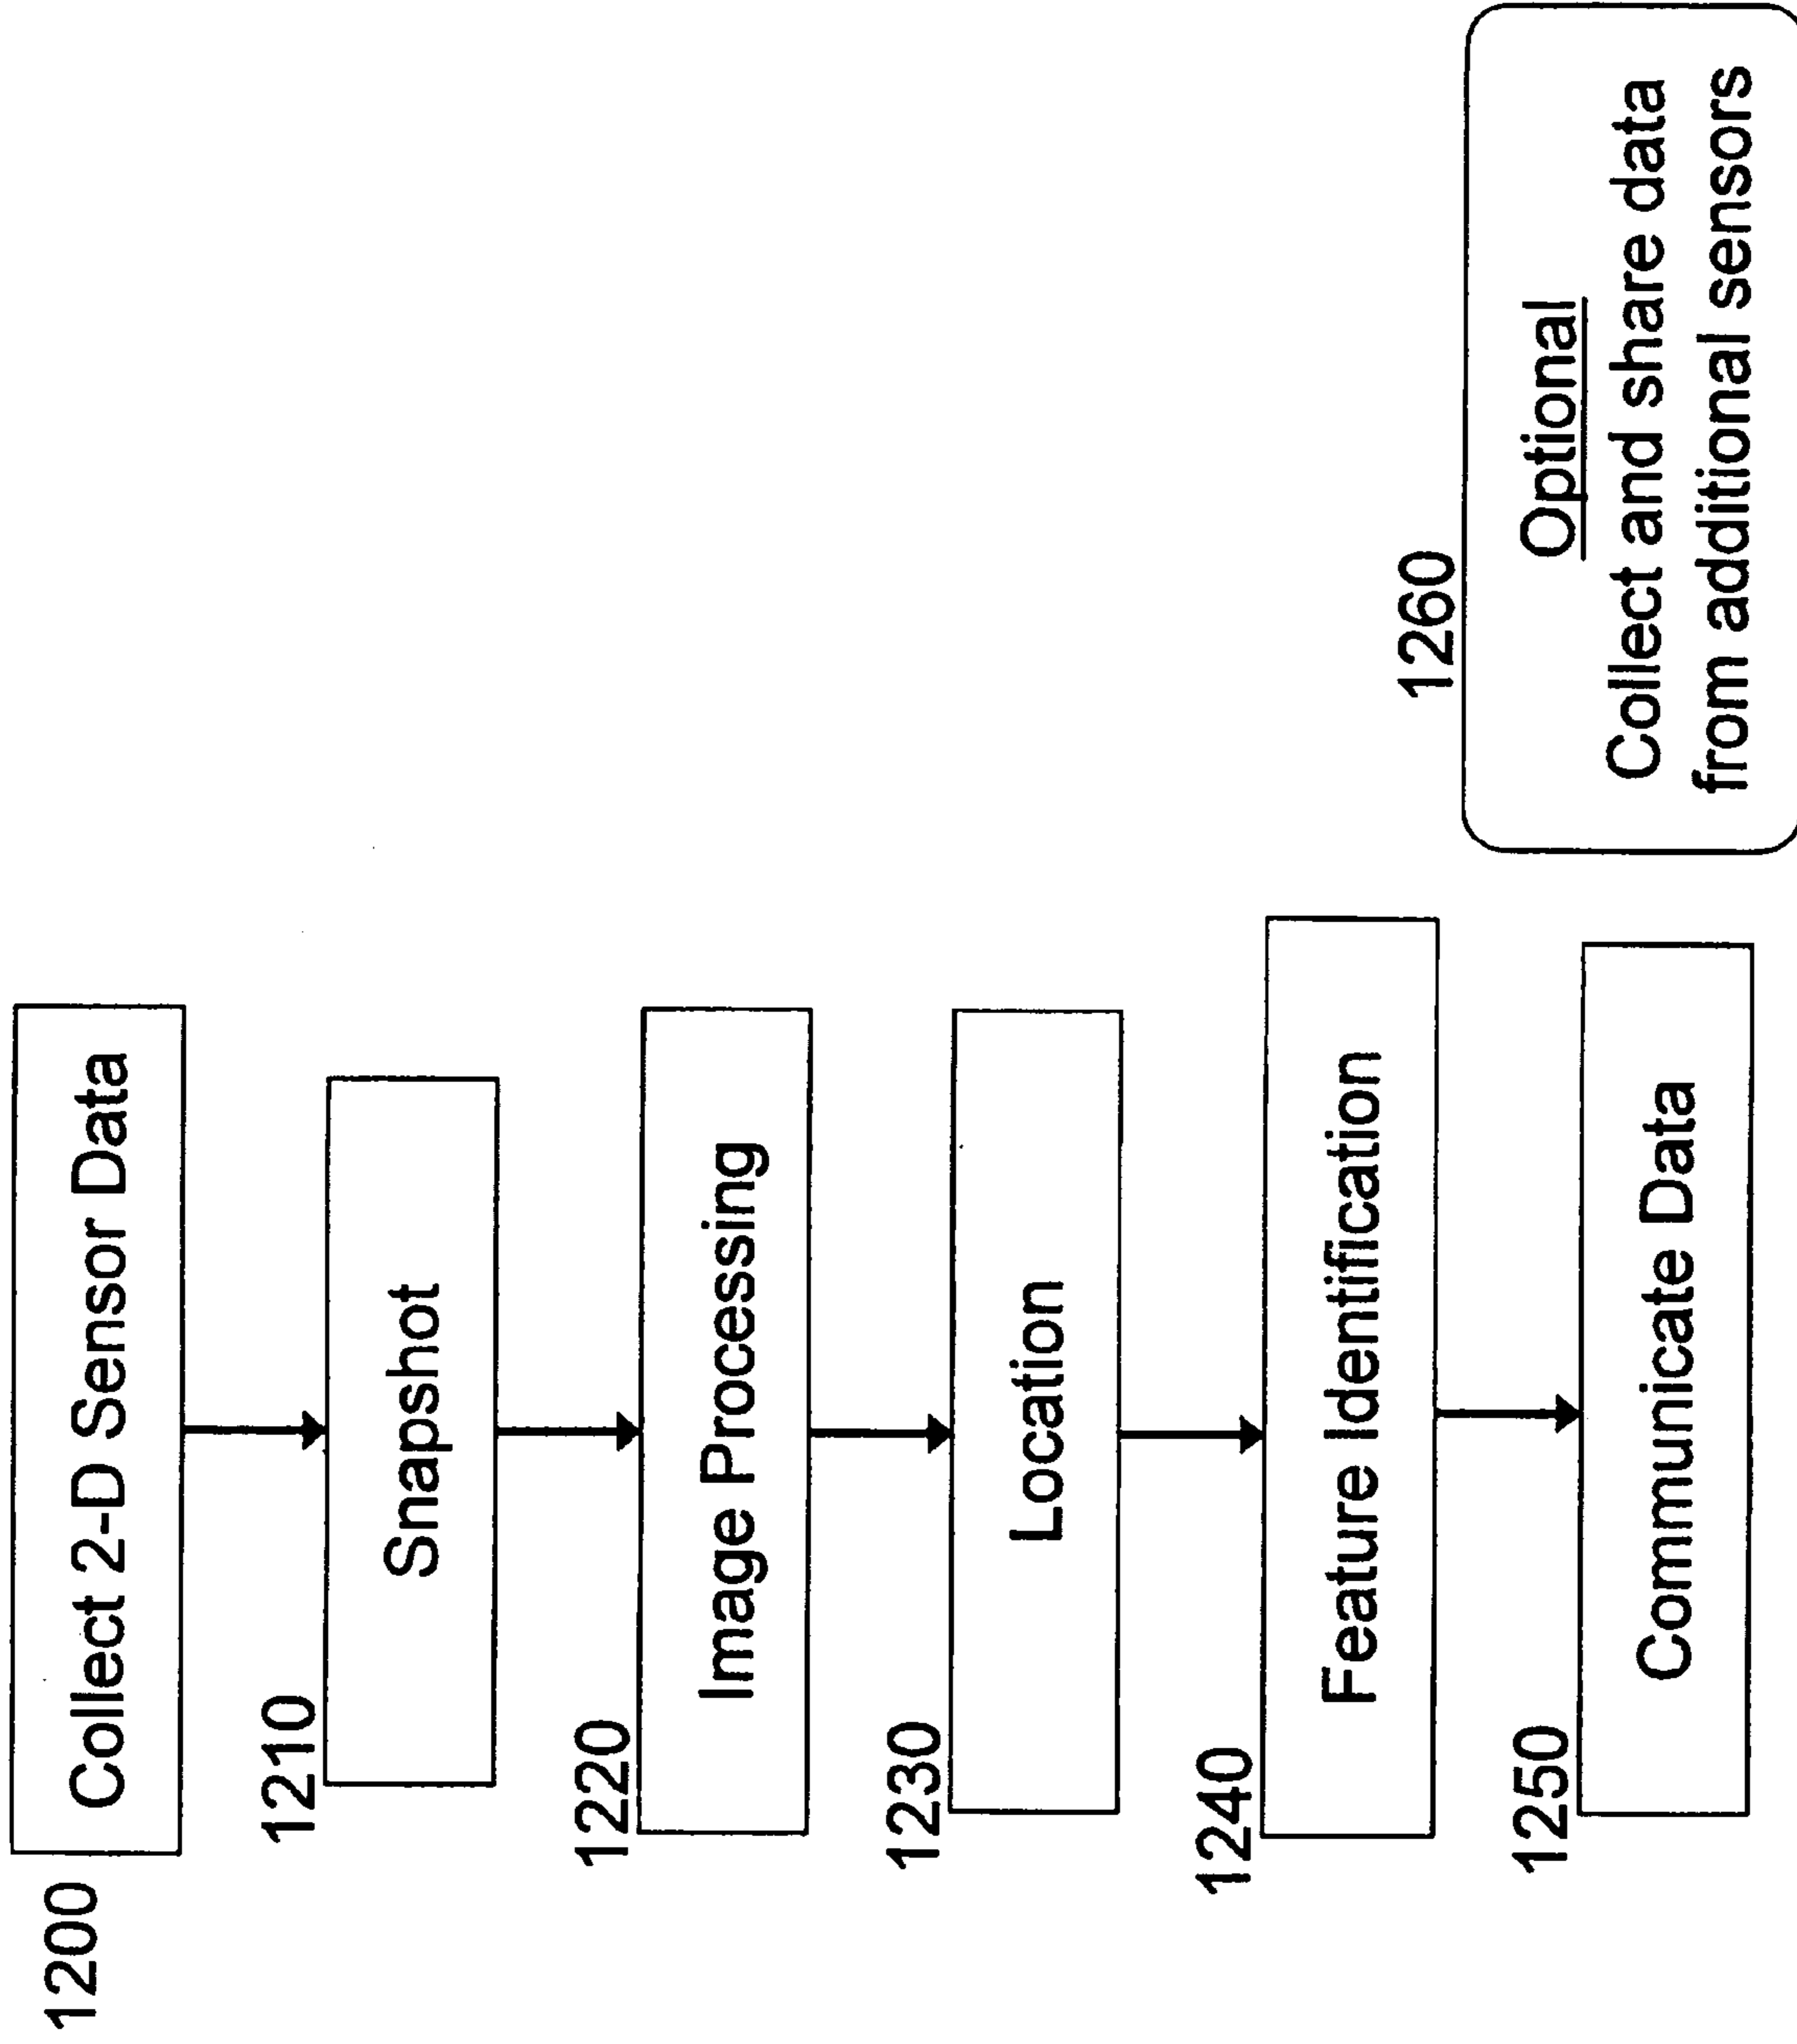 1200
Collect 2-D Sensor Data
1210
Snapshot
1220
Image Processing
1230
Location
1240
Feature Identification
1250
Communicate Data
1260
Optional
Collect and share data
from additional sensors